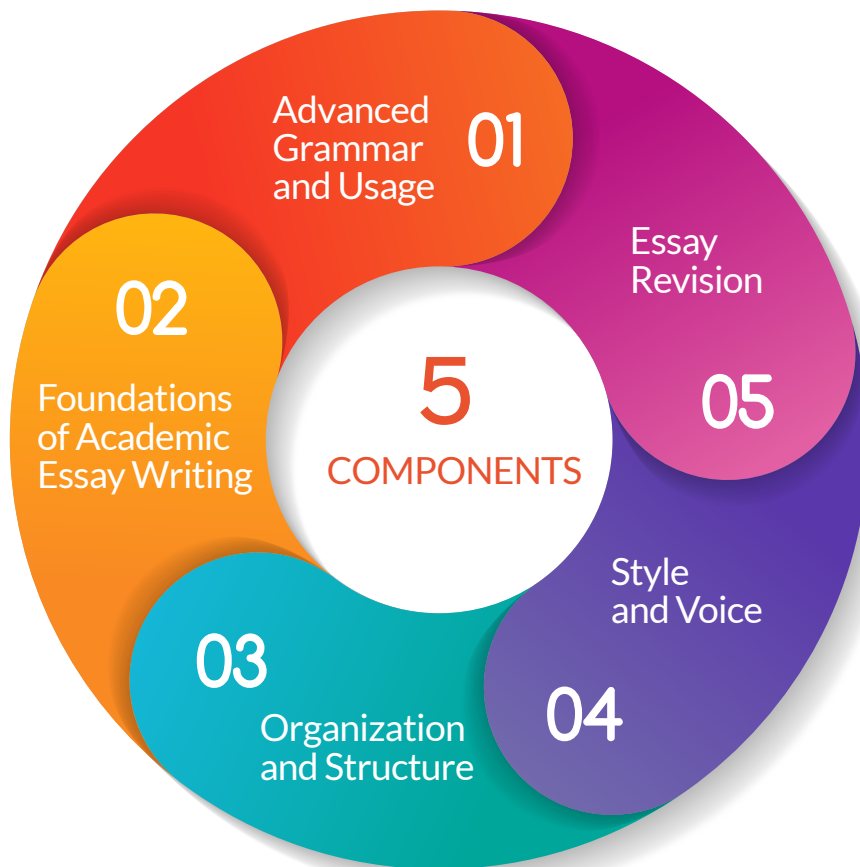 5
COMPONENTS
01
Advanced
Grammar
and Usage
02
Foundations
of Academic
Essay Writing
03
Organization
and Structure
04
Style
and Voice
05
Essay
Revision